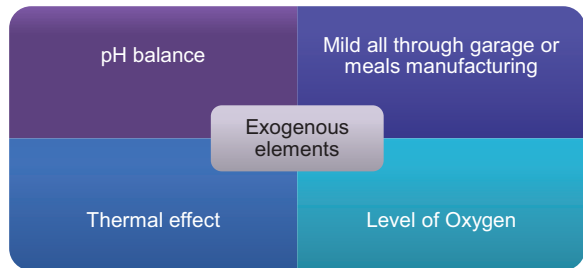 pH balance
Mild all through garage or
meals manufacturing
Exogenous
elements
Thermal effect
Level of Oxygen